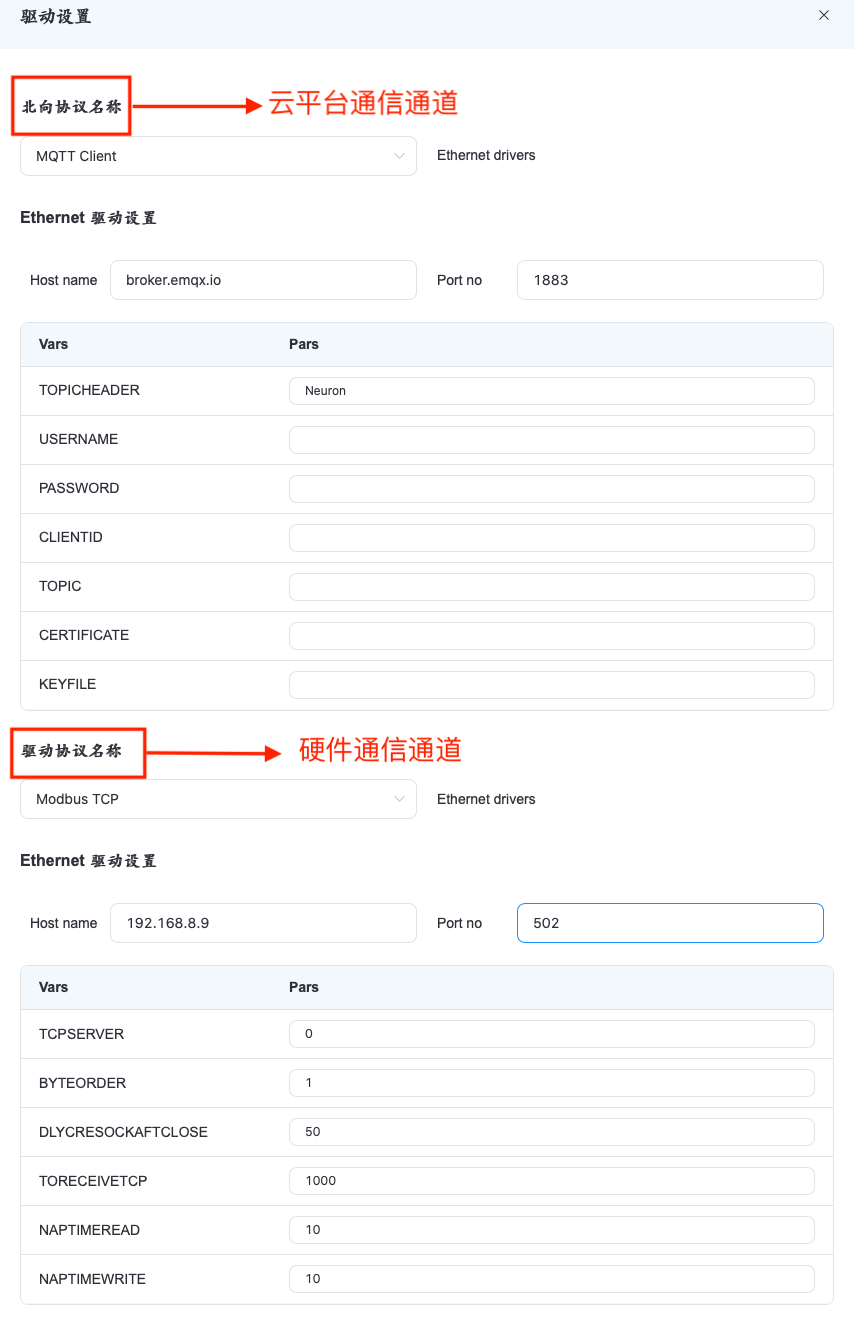 驱动设置
北向协议名称 云平台通信通道
MQTT Client Ethernet drivers
Ethernet 驱动设置
Host name broker.emqx.io Port no 1883
Vars Pars
TOPICHEADER Neuron
USERNAME
PASSWORD
CLIENTID
TOPIC
CERTIFICATE
KEYFILE
驱动协议名称 硬件通信通道
Modbus TCP Ethernet drivers
Ethernet 驱动设置
Host name 192.168.8.9 Port no 502
Vars Pars
TCPSERVER 0
BYTEORDER 1
DLYCRESOCKAFTCLOSE 50
TORECEIVETCP 1000
NAPTIMEREAD 10
NAPTIMEWRITE 10